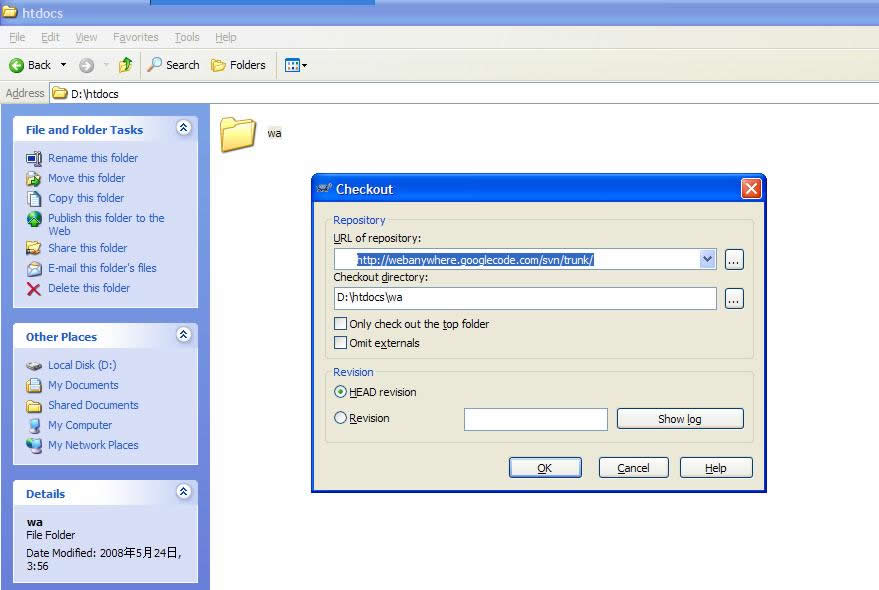 htdocs
File Edit View Favorites Tools Help
Back Search Folders
Address D:\htdocs
File and Folder Tasks
Rename this folder
Move this folder
Copy this folder
Publish this folder to the
Web
Share this folder
E-mail this folder's files
Delete this folder
Other Places
Local Disk (D:)
My Documents
Shared Documents
My Computer
My Network Places
Details
wa
File Folder
Date Modified: 2008年5月24日,
3:56
wa
Checkout
Repository
URL of repository:
http://webanywhere.googlecode.com/svn/trunk/
...
Checkout directory:
D:\htdocs\wa
...
Only check out the top folder
Omit externals
Revision
HEAD revision
Revision
Show log
OK Cancel Help